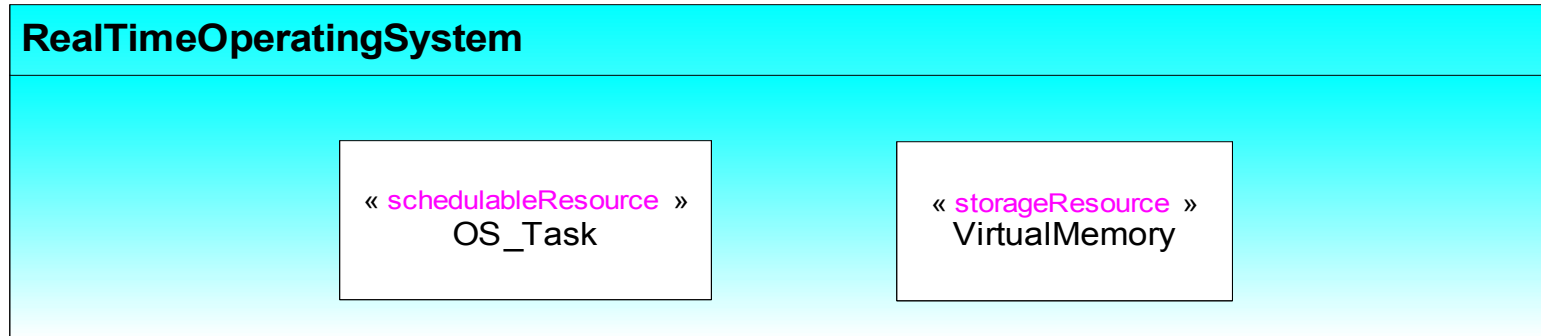 RealTimeOperatingSystem
« schedulableResource »
OS_Task
« storageResource »
VirtualMemory